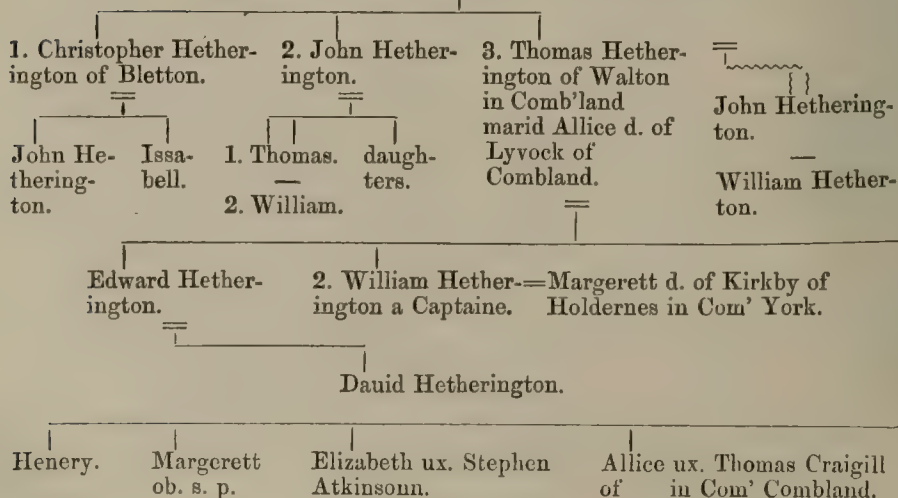 1. Christopher Hether-
ington of Bletton.
2. John Hether-
ington.
3. Thomas Hether-
ington of Walton
in Comb'land
marid Allice d. of
Lyvock of
Combland.
John Hethering-
ton.
William Hether-
ton.
John He-
thering-
ton.
Issa-
bell.
1. Thomas.
2. William.
daugh-
ters.
Edward Hether-
ington.
2. William Hether-=Margerett d. of Kirkby of
ington a Captaine. Holdernes in Com' York.
Dauid Hetherington.
Henery.
Margerett
ob. s. p.
Elizabeth ux. Stephen
Atkinsonn.
Allice ux. Thomas Craigill
of in Com' Combland.